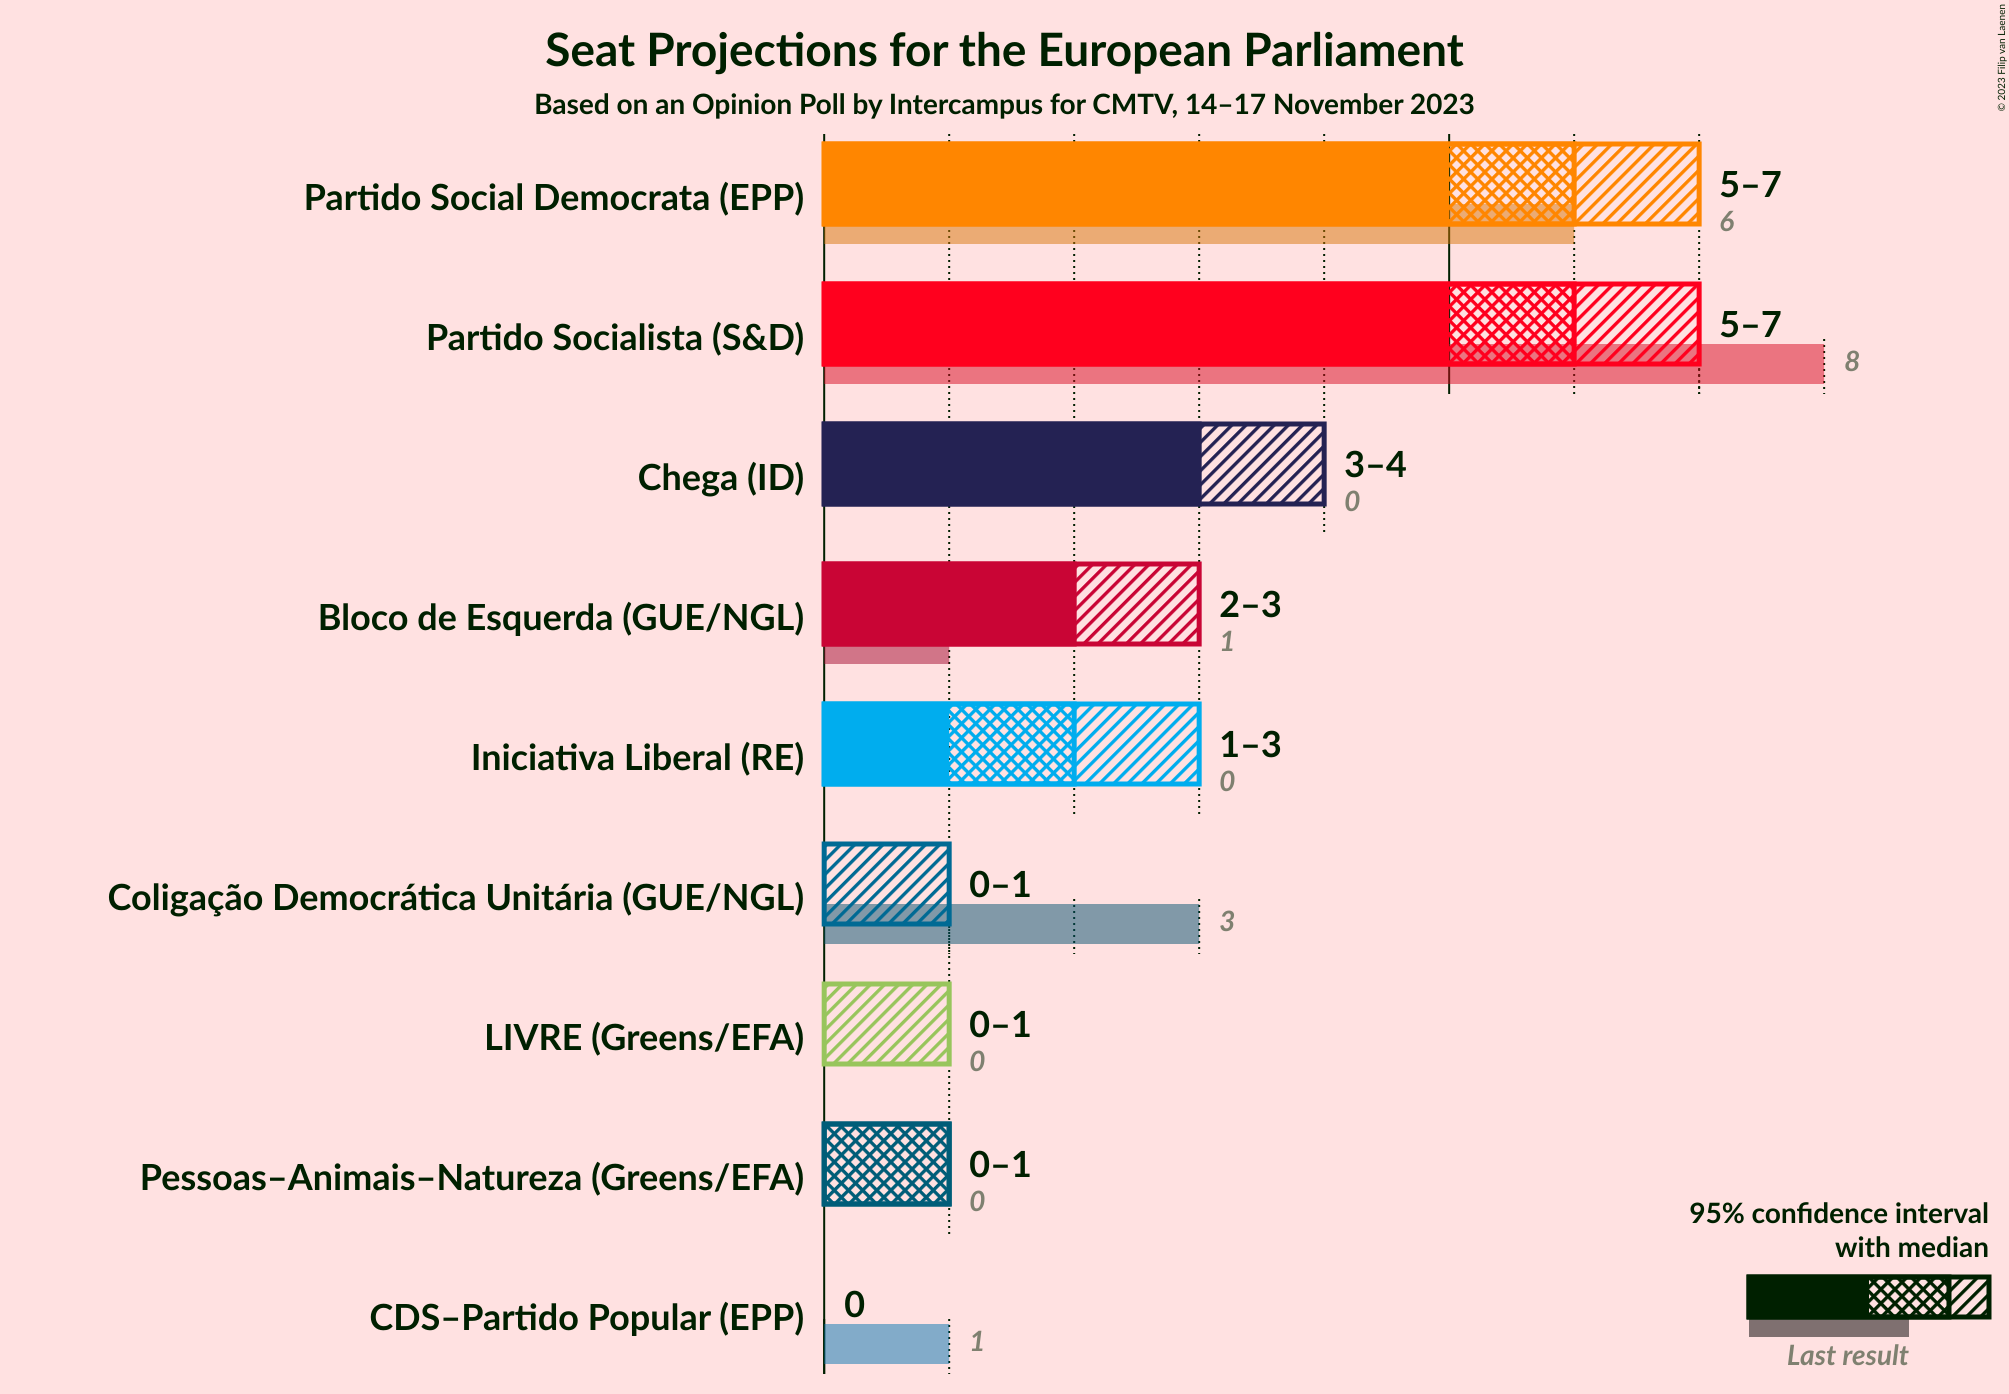 Seat Projections for the European Parliament
Based on an Opinion Poll by Intercampus for CMTV, 14–17 November 2023
© 2023 Filip van Laenen
Partido Social Democrata (EPP)
5–7
6
Partido Socialista (S&D)
5–7
8
Chega (ID)
3–4
0
Bloco de Esquerda (GUE/NGL)
2–3
1
Iniciativa Liberal (RE)
1–3
0
Coligação Democrática Unitária (GUE/NGL)
0–1
3
LIVRE (Greens/EFA)
0–1
0
Pessoas–Animais–Natureza (Greens/EFA)
0–1
0
CDS–Partido Popular (EPP)
0
1
95% confidence interval
with median
Last result